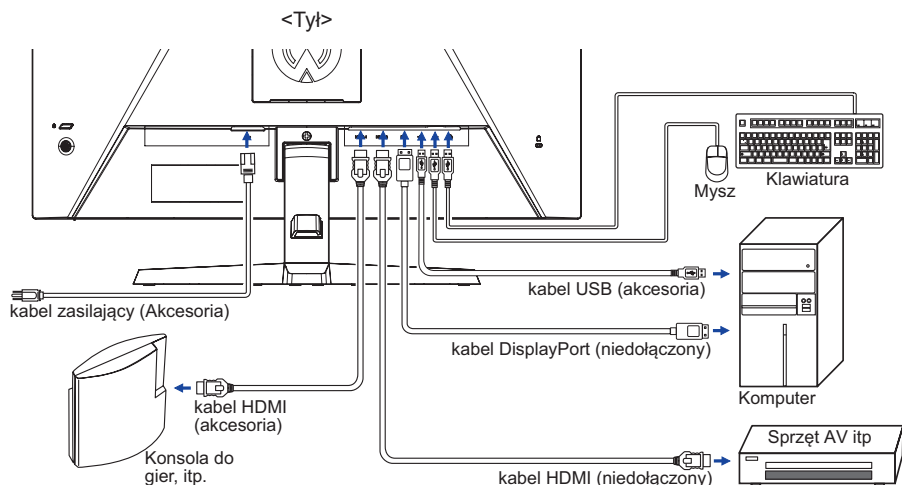 <Tył>
Mysz
Klawiatura
kabel USB (akcesoria)
kabel zasilający (Akcesoria)
kabel DisplayPort (niedołączony)
Komputer
kabel HDMI
(akcesoria)
Sprzęt AV itp
Konsola do
gier, itp.
kabel HDMI (niedołączony)